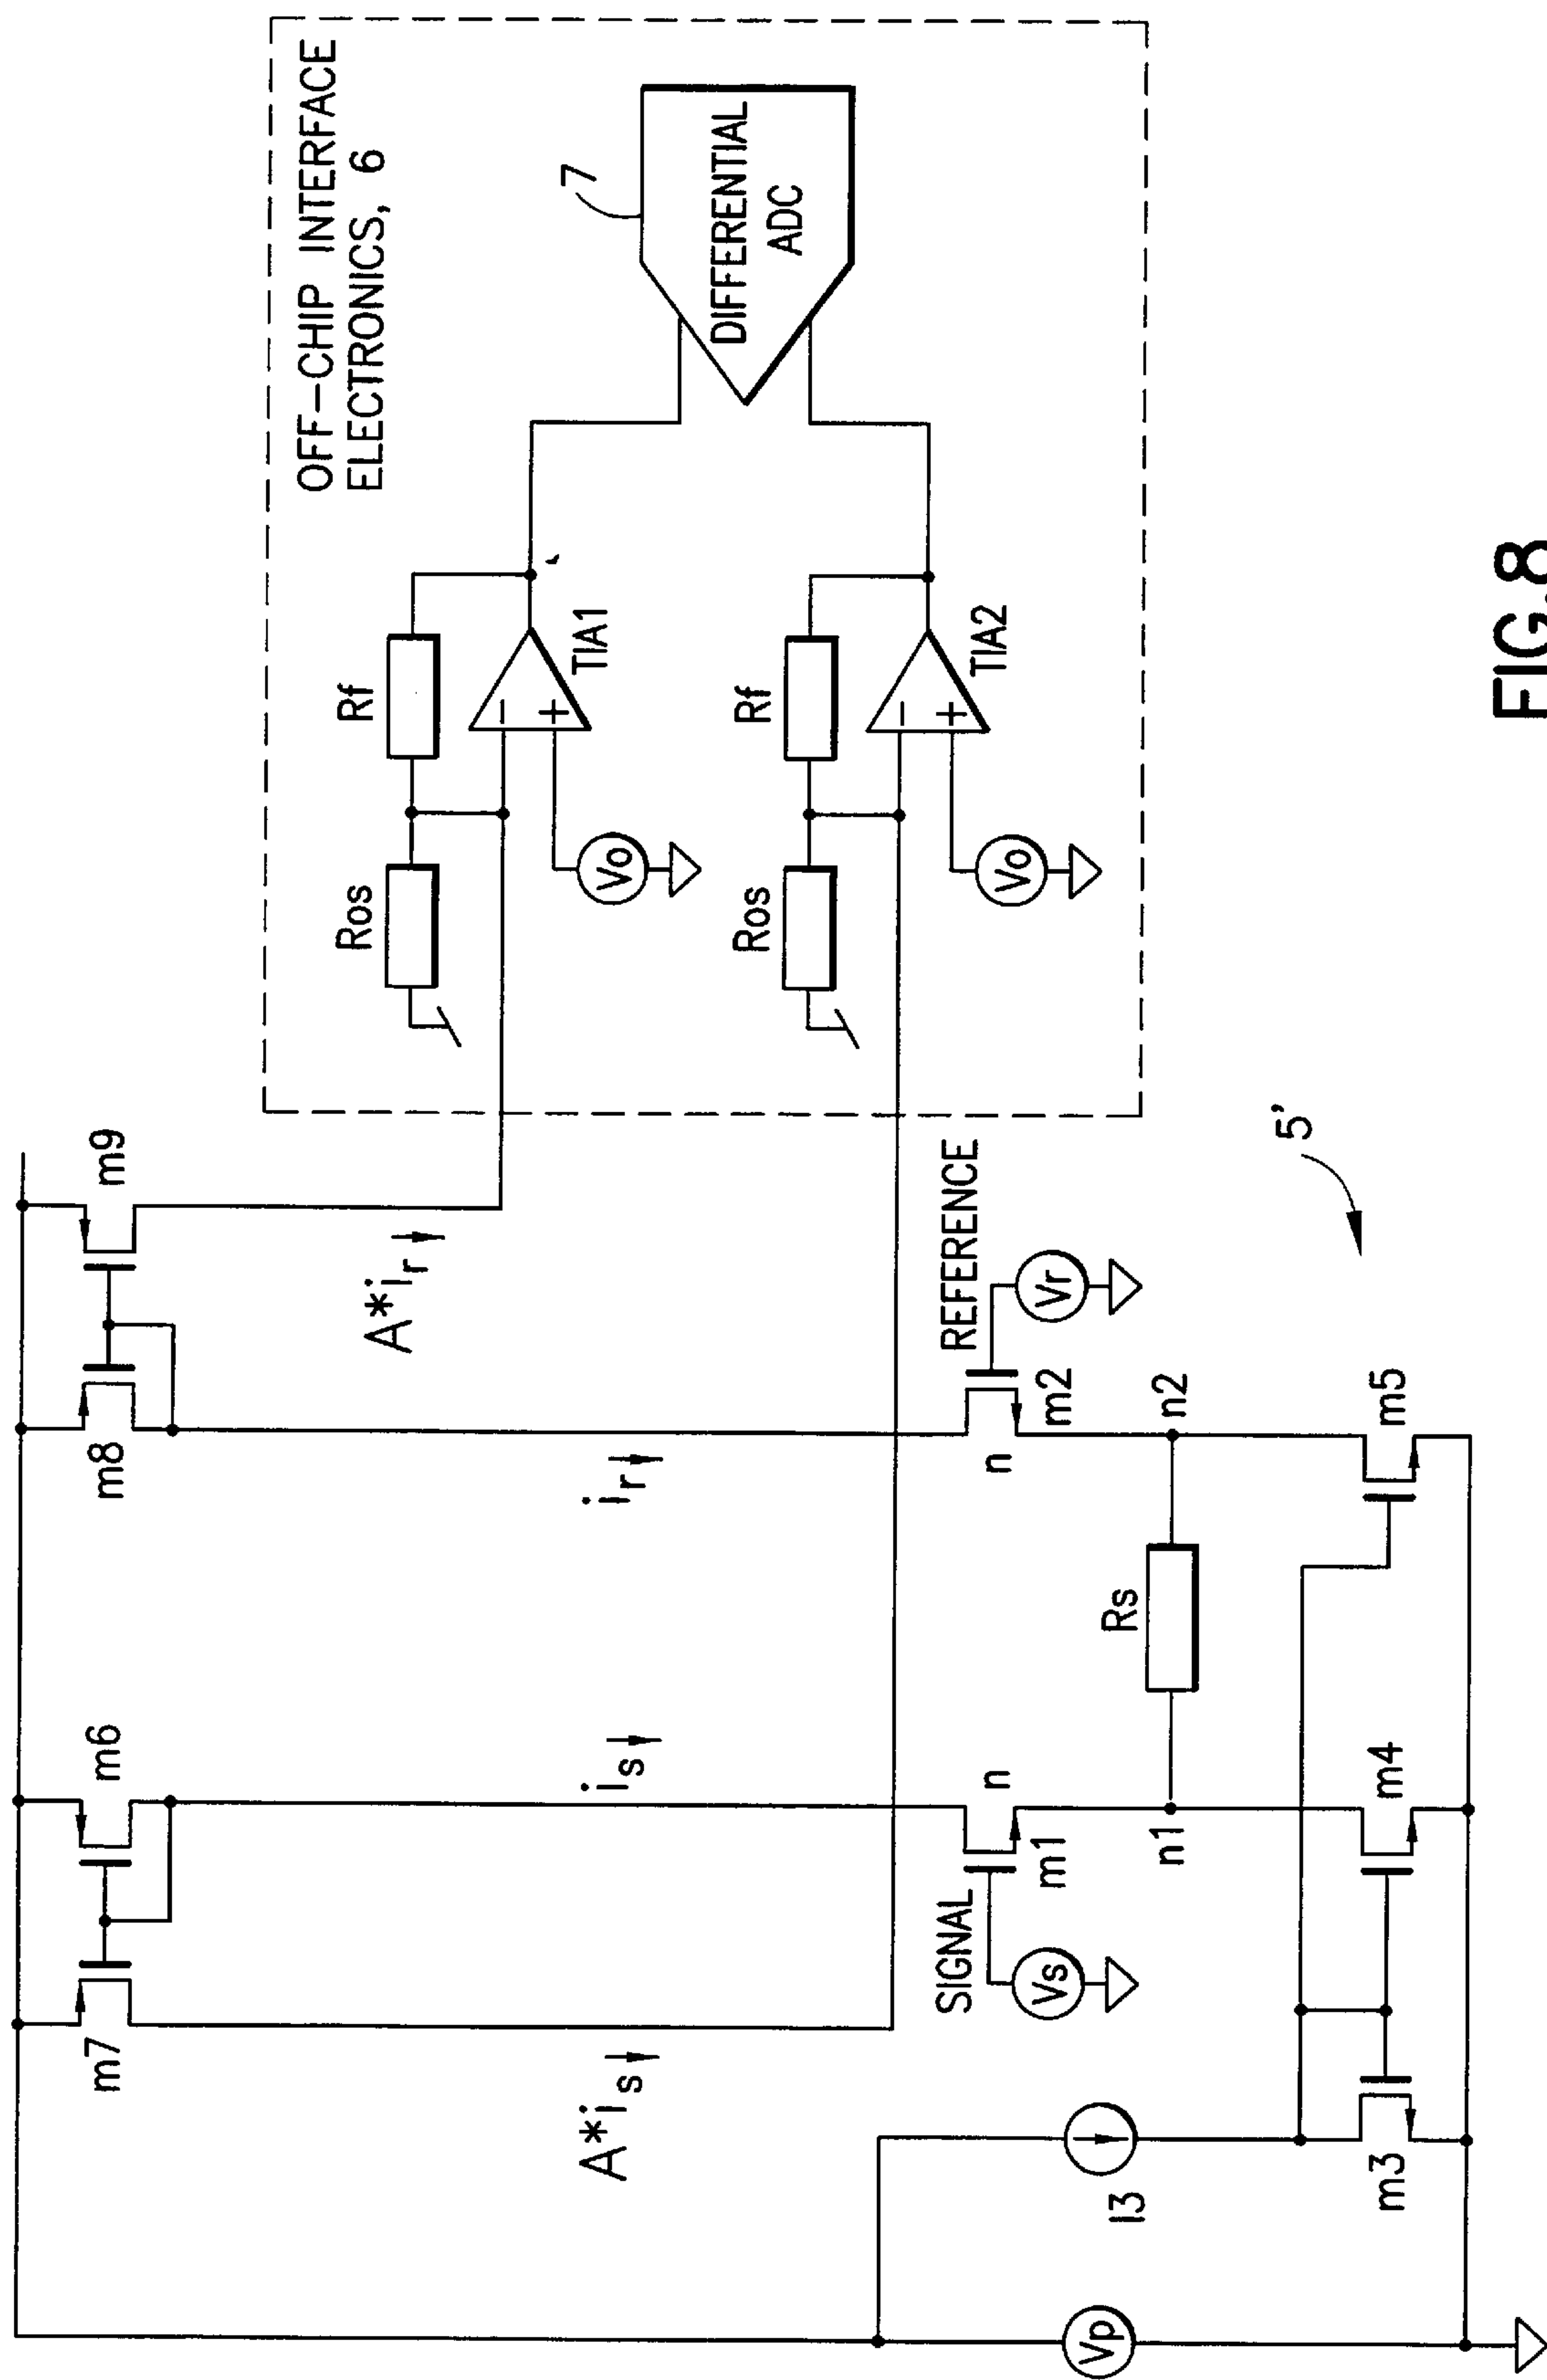 OFF-CHIP INTERFACE
ELECTRONICS, 6
7
DIFFERENTIAL
ADC
Rf
Ros
TIA1
Vo
Rf
Ros
TIA2
Vo
m7
m6
m8
m9
A*is
is
ir
A*ir
SIGNAL
Vs
m1
n
n
m2
REFERENCE
Vr
n1
Rs
n2
Vp
I3
m3
m4
m5
5'
FIG.8